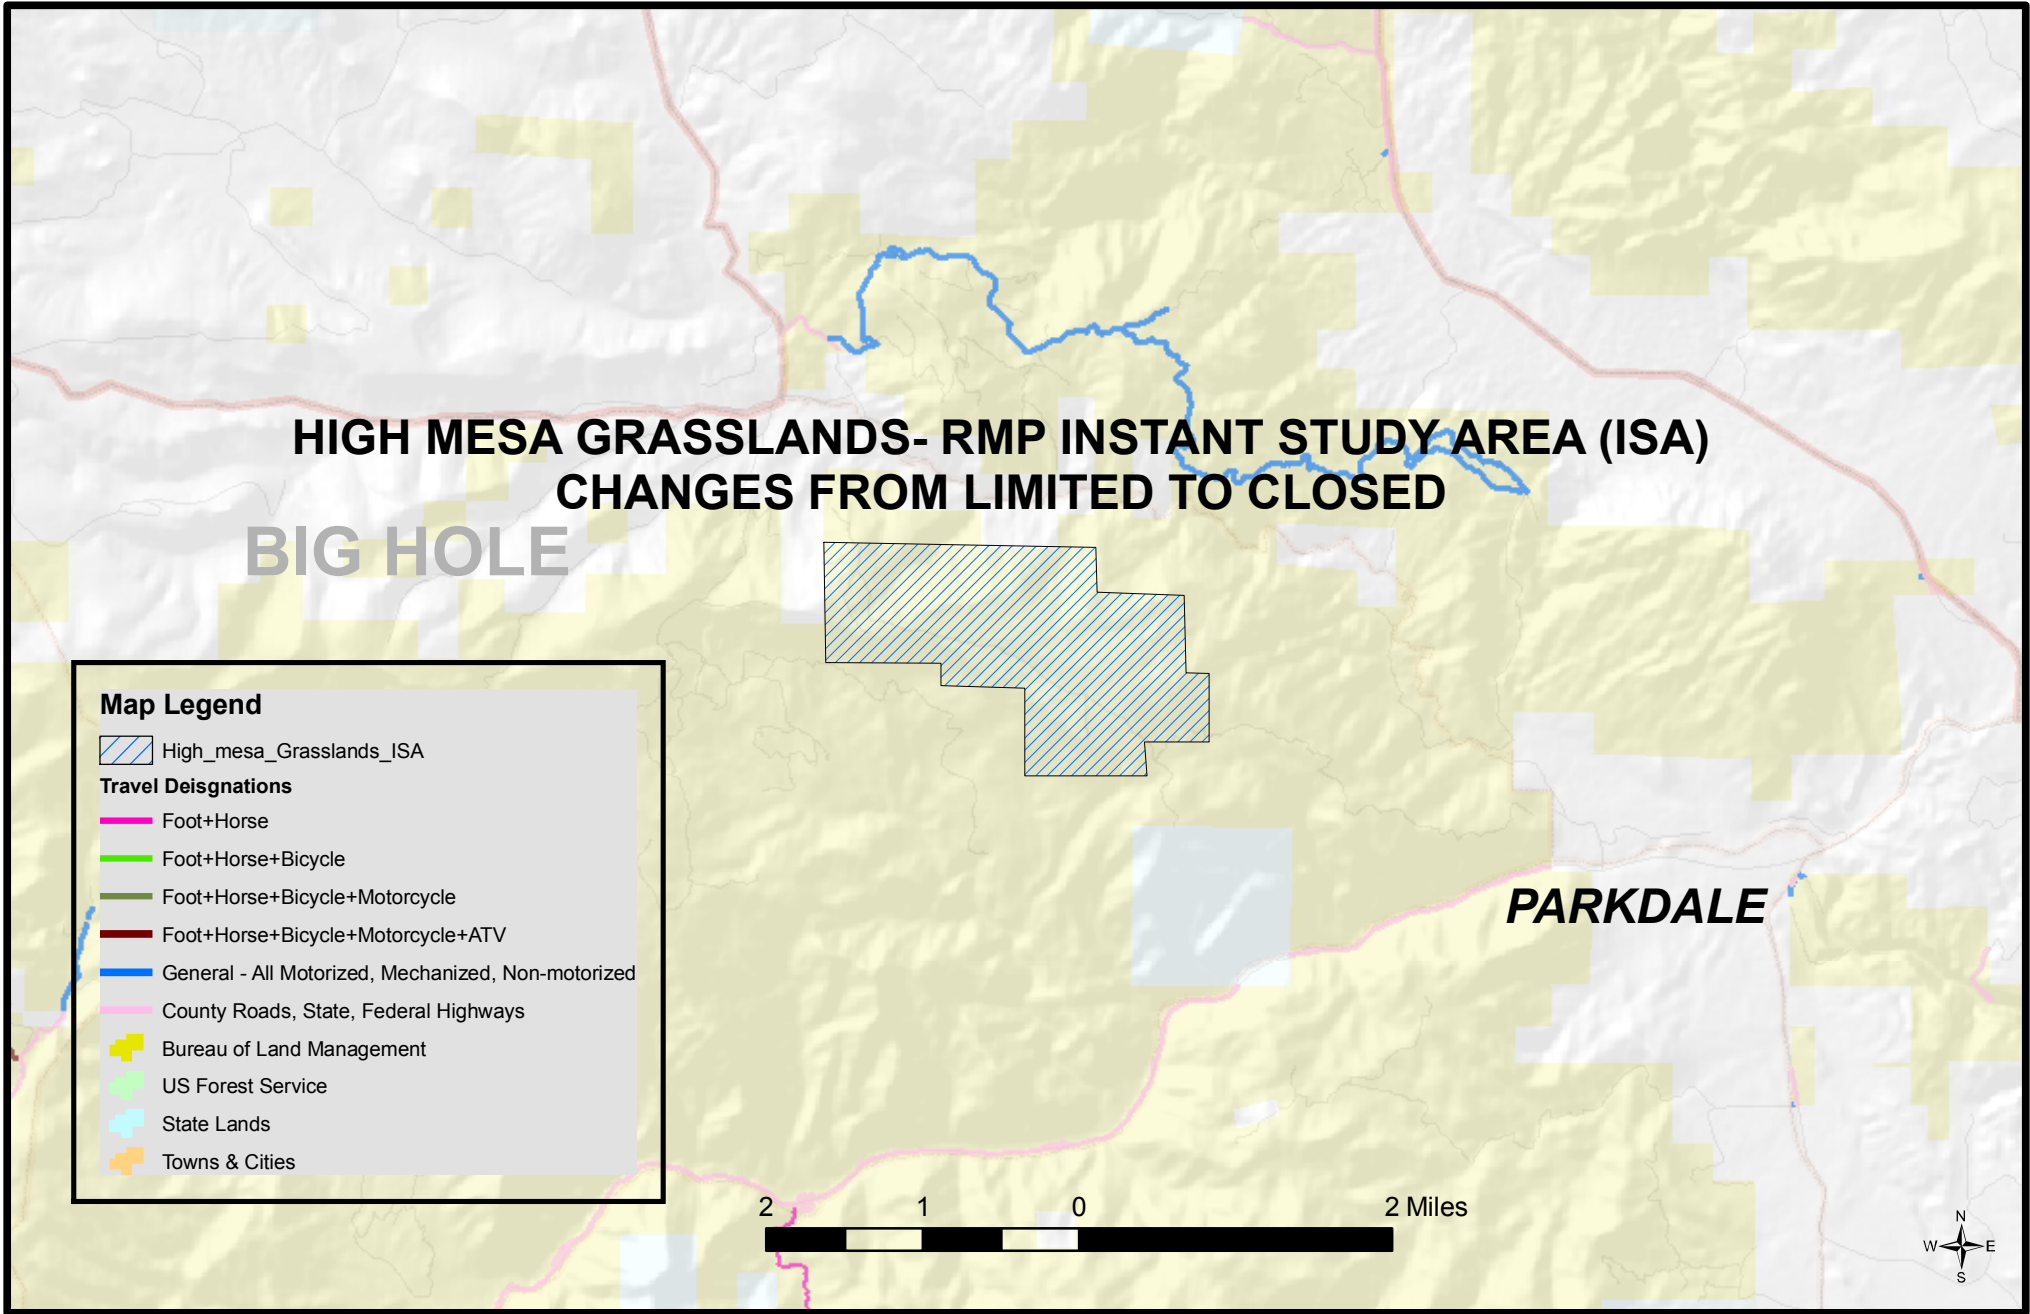 HIGH MESA GRASSLANDS- RMP INSTANT STUDY AREA (ISA)
CHANGES FROM LIMITED TO CLOSED
BIG HOLE
Map Legend
High_mesa_Grasslands_ISA
Travel Deisgnations
Foot+Horse
Foot+Horse+Bicycle
Foot+Horse+Bicycle+Motorcycle
Foot+Horse+Bicycle+Motorcycle+ATV
General - All Motorized, Mechanized, Non-motorized
County Roads, State, Federal Highways
Bureau of Land Management
US Forest Service
State Lands
Towns & Cities
PARKDALE
2 1 0 2 Miles
N
W E
S